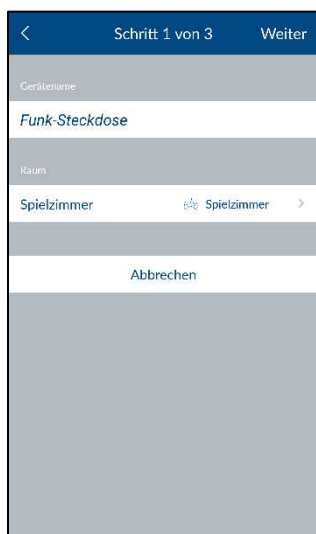 Schritt 1 von 3 Weiter
Gerätename
Funk-Steckdose
Raum
Spielzimmer Spielzimmer
Abbrechen